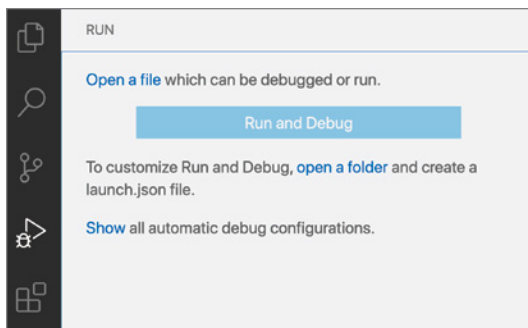 RUN
Open a file which can be debugged or run.
Run and Debug
To customize Run and Debug, open a folder and create a
launch.json file.
Show all automatic debug configurations.